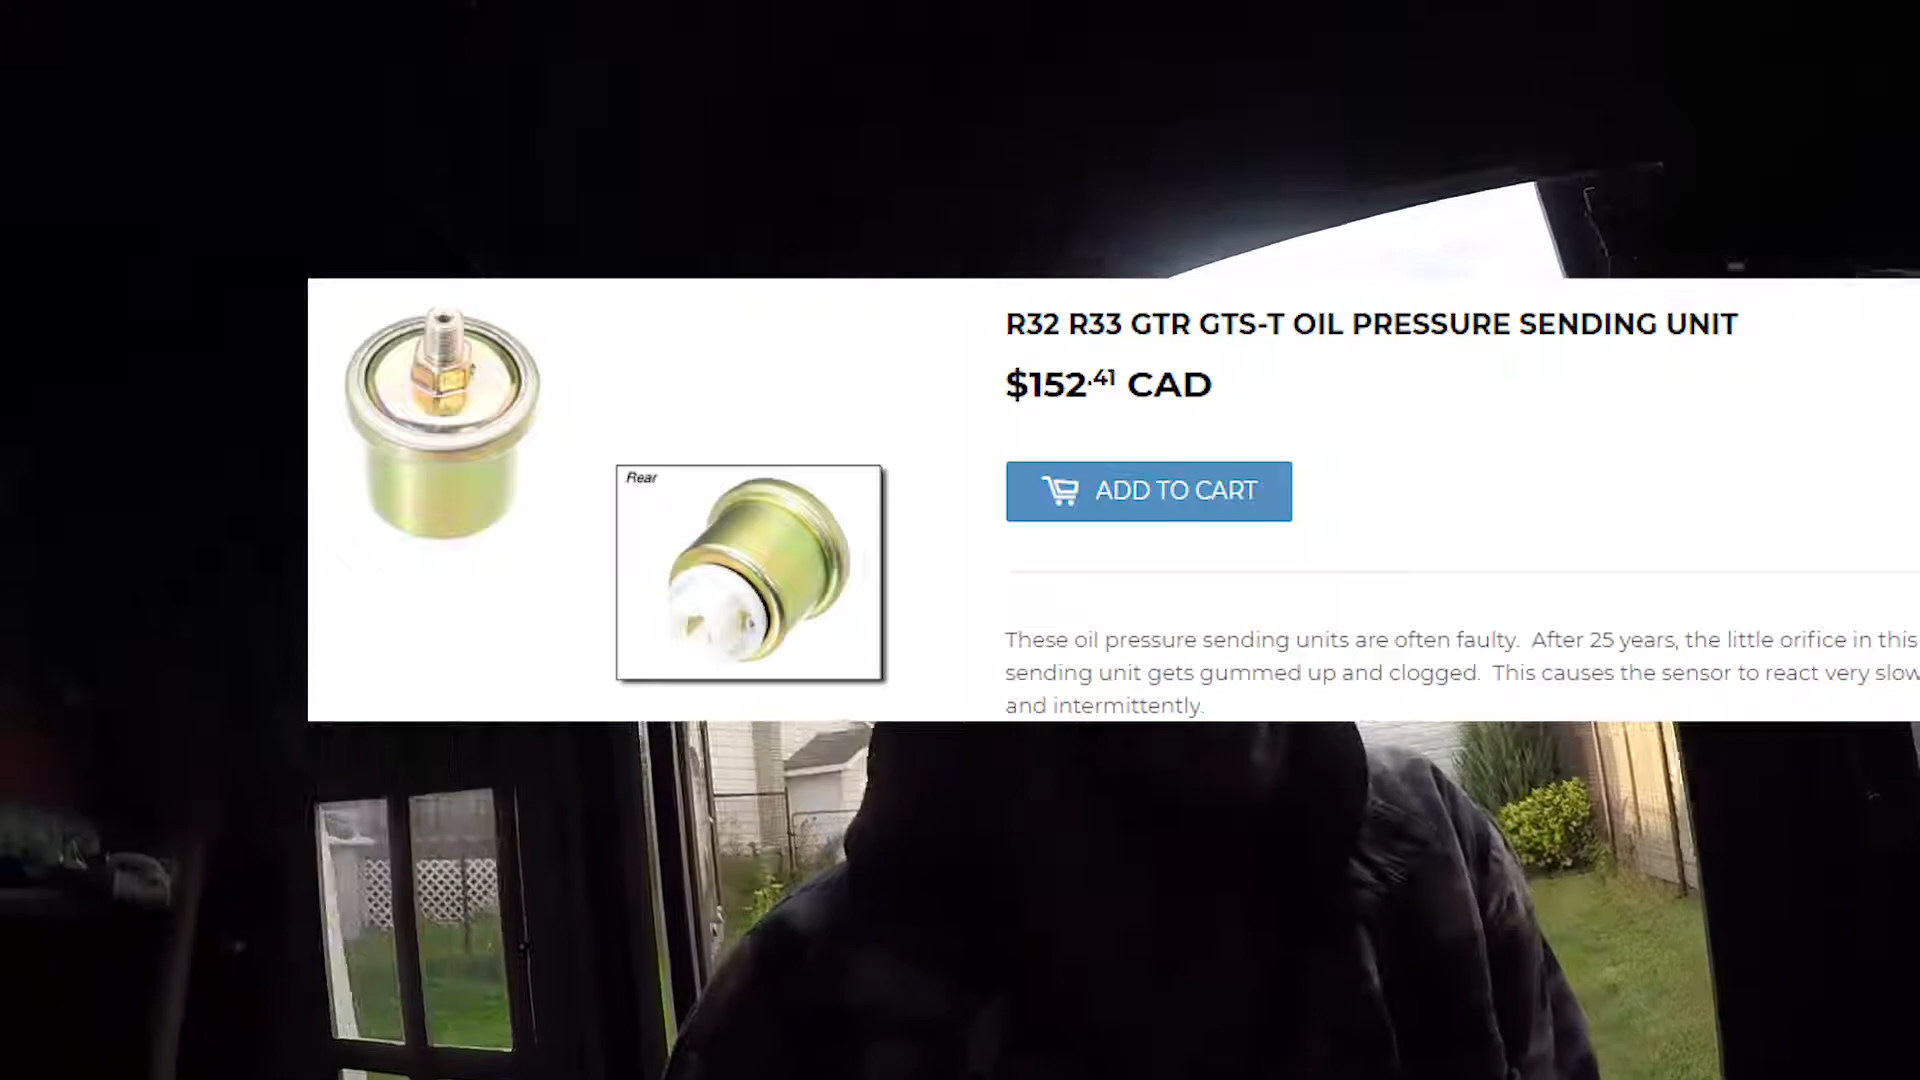 R32 R33 GTR GTS-T OIL PRESSURE SENDING UNIT
$152.41 CAD
Rear
ADD TO CART
These oil pressure sending units are often faulty. After 25 years, the little orifice in this
sending unit gets gummed up and clogged. This causes the sensor to react very slow
and intermittently.